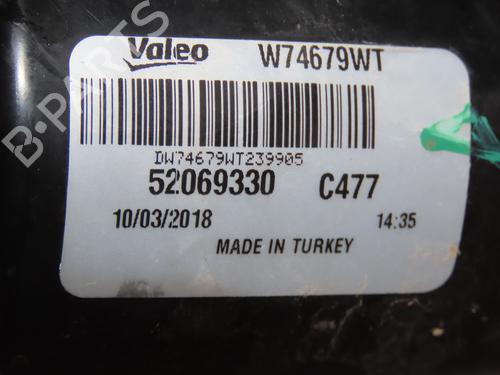 Valeo W74679WT
DW74679WT239905
52069330 C477
10/03/2018 14:35
MADE IN TURKEY
B-PARTS